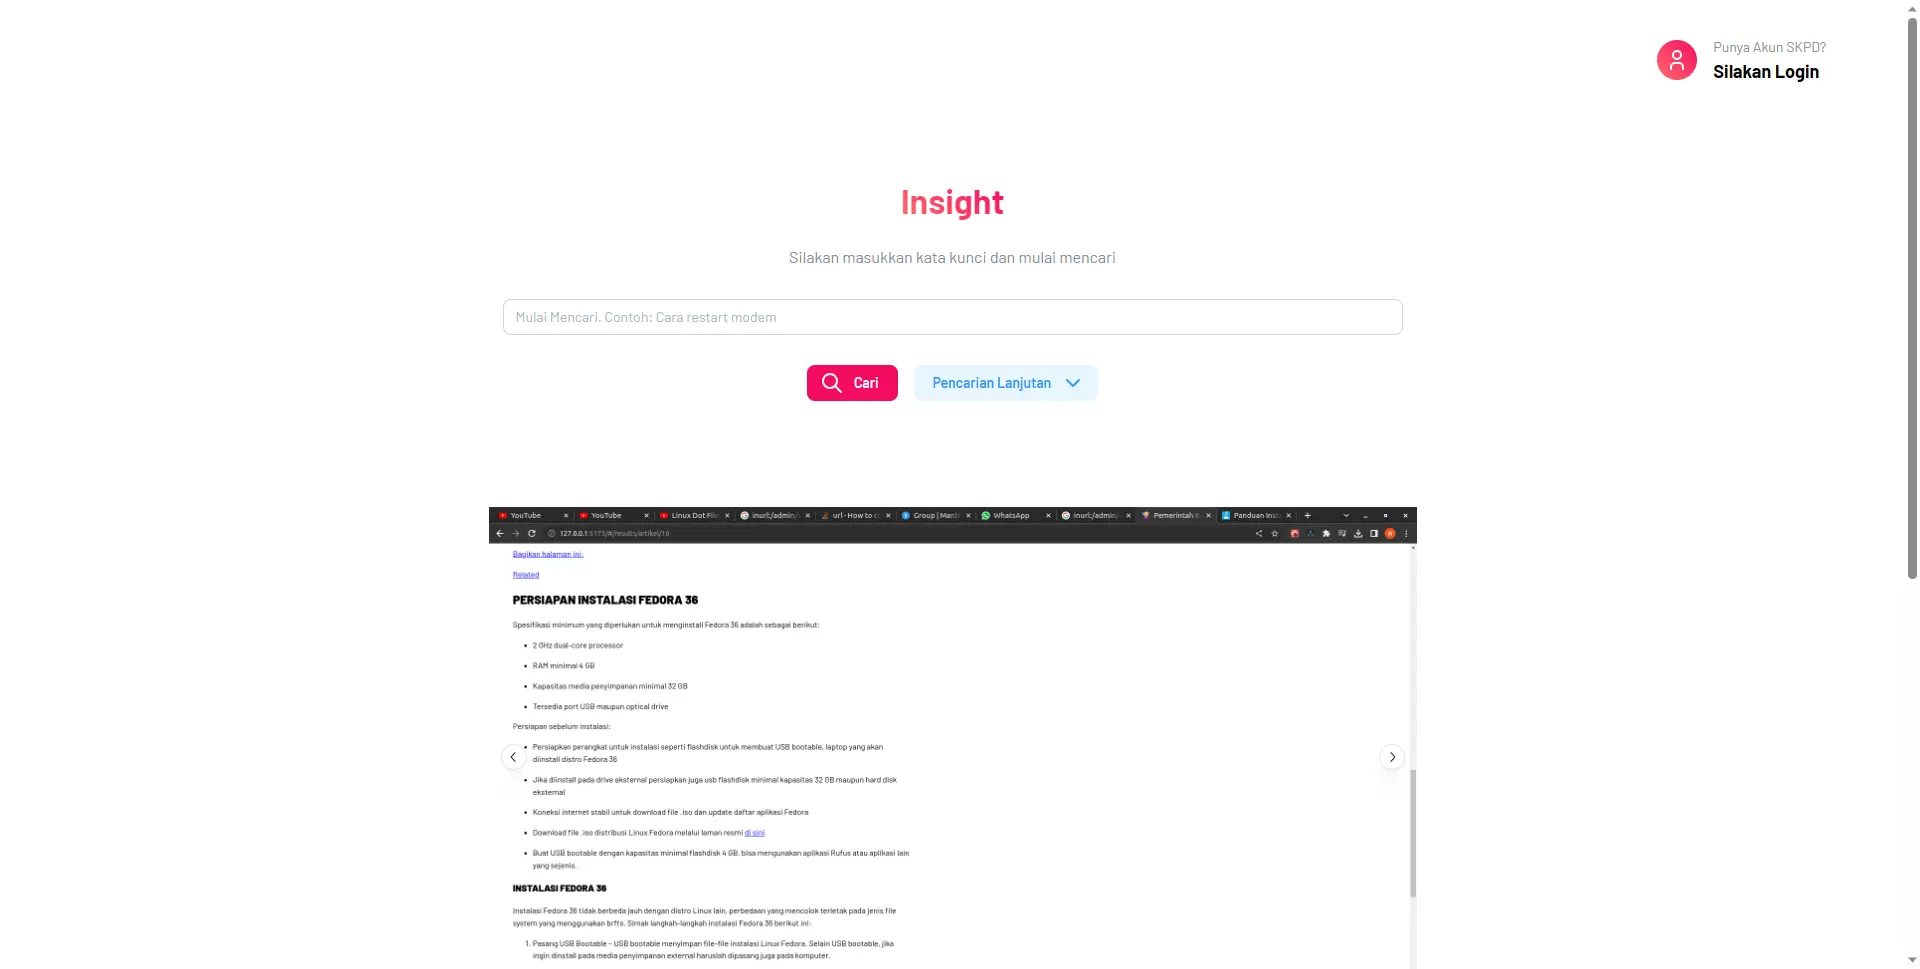 Punya Akun SKPD?
Silakan Login
Insight
Silakan masukkan kata kunci dan mulai mencari
Mulai Mencari. Contoh: Cara restart modem
Cari
Pencarian Lanjutan
YouTube
YouTube
Linux Dot File
inurl:/admin/
url - How to c
Group | Mant
WhatsApp
inurl:/admin/
Pemerintah K
Panduan Inst
127.0.0.1:5173/#/results/artikel/16
Bagikan halaman ini:
Related
PERSIAPAN INSTALASI FEDORA 36
Spesifikasi minimum yang diperlukan untuk menginstall Fedora 36 adalah sebagai berikut:
2 GHz dual-core processor
RAM minimal 4 GB
Kapasitas media penyimpanan minimal 32 GB
Tersedia port USB maupun optical drive
Persiapan sebelum instalasi:
Persiapkan perangkat untuk instalasi seperti flashdisk untuk membuat USB bootable, laptop yang akan
diinstall distro Fedora 36
Jika diinstall pada drive eksternal persiapkan juga usb flashdisk minimal kapasitas 32 GB maupun hard disk
eksternal
Koneksi internet stabil untuk download file .iso dan update daftar aplikasi Fedora
Download file .iso distribusi Linux Fedora melalui laman resmi di sini
Buat USB bootable dengan kapasitas minimal flashdisk 4 GB, bisa mengunakan aplikasi Rufus atau aplikasi lain
yang sejenis.
INSTALASI FEDORA 36
Instalasi Fedora 36 tidak berbeda jauh dengan distro Linux lain, perbedaan yang mencolok terletak pada jenis file
system yang menggunakan brfts. Simak langkah-langkah instalasi Fedora 36 berikut ini:
1. Pasang USB Bootable – USB bootable menyimpan file-file instalasi Linux Fedora. Selain USB bootable, jika
ingin dinstall pada media penyimpanan external haruslah dipasang juga pada komputer.